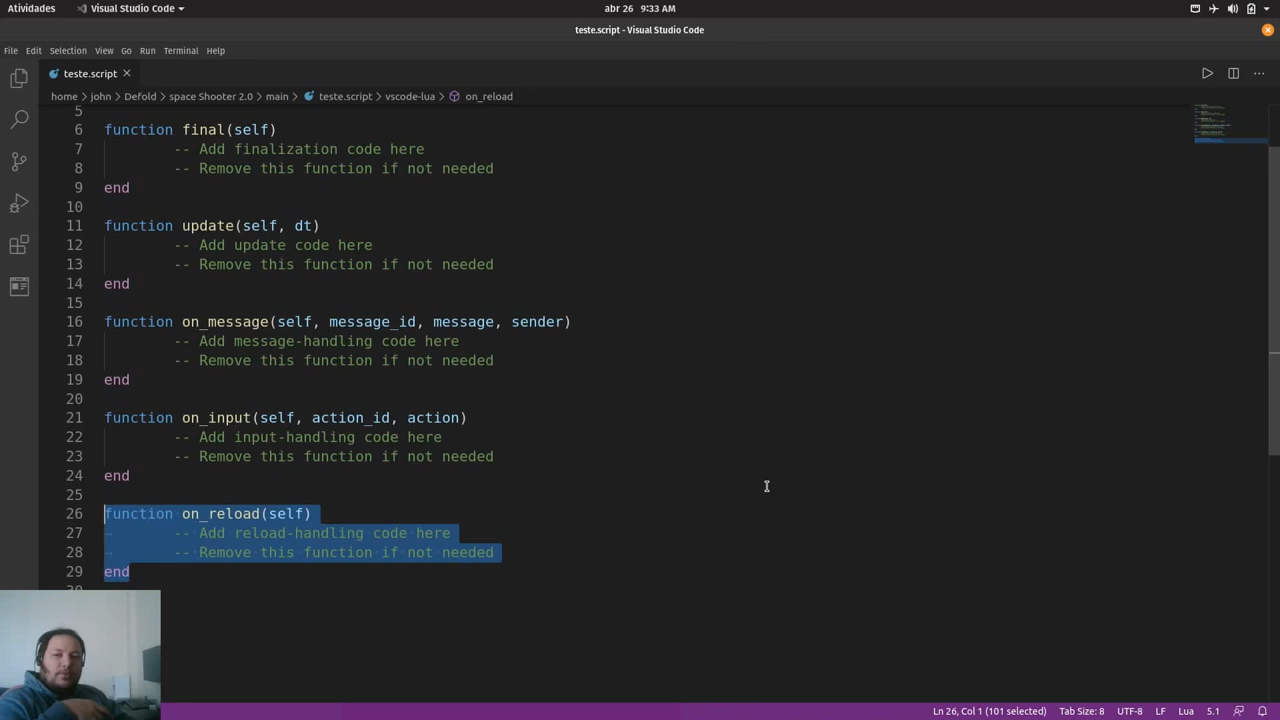 Atividades
Visual Studio Code
abr 26  9:33 AM
teste.script - Visual Studio Code
File Edit Selection View Go Run Terminal Help
teste.script
home > john > Defold > space Shooter 2.0 > main > teste.script > vscode-lua > on_reload
5
6 function final(self)
7 -- Add finalization code here
8 -- Remove this function if not needed
9 end
10
11 function update(self, dt)
12 -- Add update code here
13 -- Remove this function if not needed
14 end
15
16 function on_message(self, message_id, message, sender)
17 -- Add message-handling code here
18 -- Remove this function if not needed
19 end
20
21 function on_input(self, action_id, action)
22 -- Add input-handling code here
23 -- Remove this function if not needed
24 end
25
26 function on_reload(self)
27 -- Add reload-handling code here
28 -- Remove this function if not needed
29 end
Ln 26, Col 1 (101 selected) Tab Size: 8 UTF-8 LF Lua 5.1